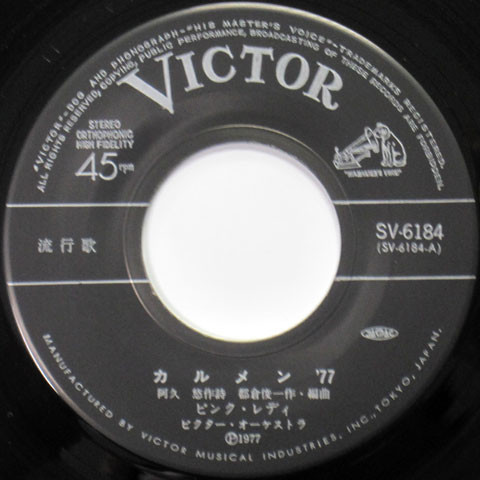 "VICTOR"-DOG AND PHONOGRAPH-"HIS MASTER'S VOICE"-TRADEMARKS REGISTERED.
ALL RIGHTS RESERVED, COPYING, PUBLIC PERFORMANCE, BROADCASTING OF THESE RECORDS ARE FORBIDDEN.
VICTOR
STEREO
ORTHOPHONIC
HIGH FIDELITY
45rpm
"HIS MASTER'S VOICE"
流行歌
SV-6184
(SV-6184-A)
カルメン '77
阿久 悠作詩 都倉俊一作・編曲
ピンク・レディ
ビクター・オーケストラ
Ⓟ1977
MANUFACTURED BY VICTOR MUSICAL INDUSTRIES, INC., TOKYO, JAPAN.